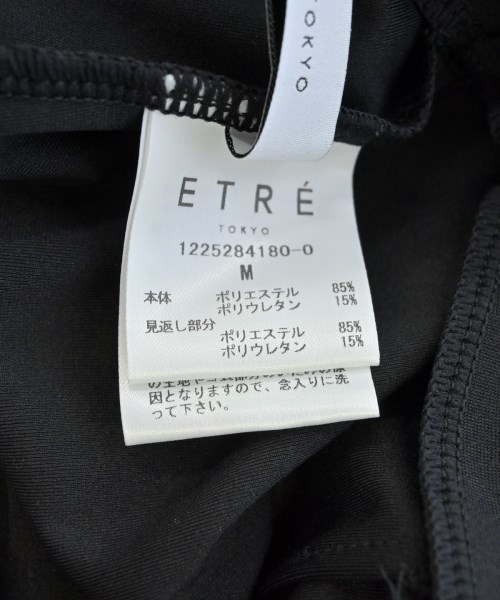 TOKYO
ETRÉ
TOKYO
1225284180-0
M
本体 ポリエステル 85%
ポリウレタン 15%
見返し部分
ポリエステル 85%
ポリウレタン 15%
因となりますので、念入りに洗
って下さい。